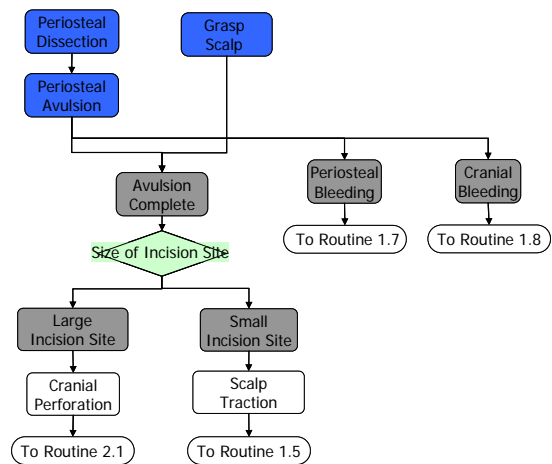 Periosteal
Dissection
Grasp
Scalp
Periosteal
Avulsion
Avulsion
Complete
Periosteal
Bleeding
Cranial
Bleeding
To Routine 1.7
To Routine 1.8
Size of Incision Site
Large
Incision Site
Small
Incision Site
Cranial
Perforation
Scalp
Traction
To Routine 2.1
To Routine 1.5